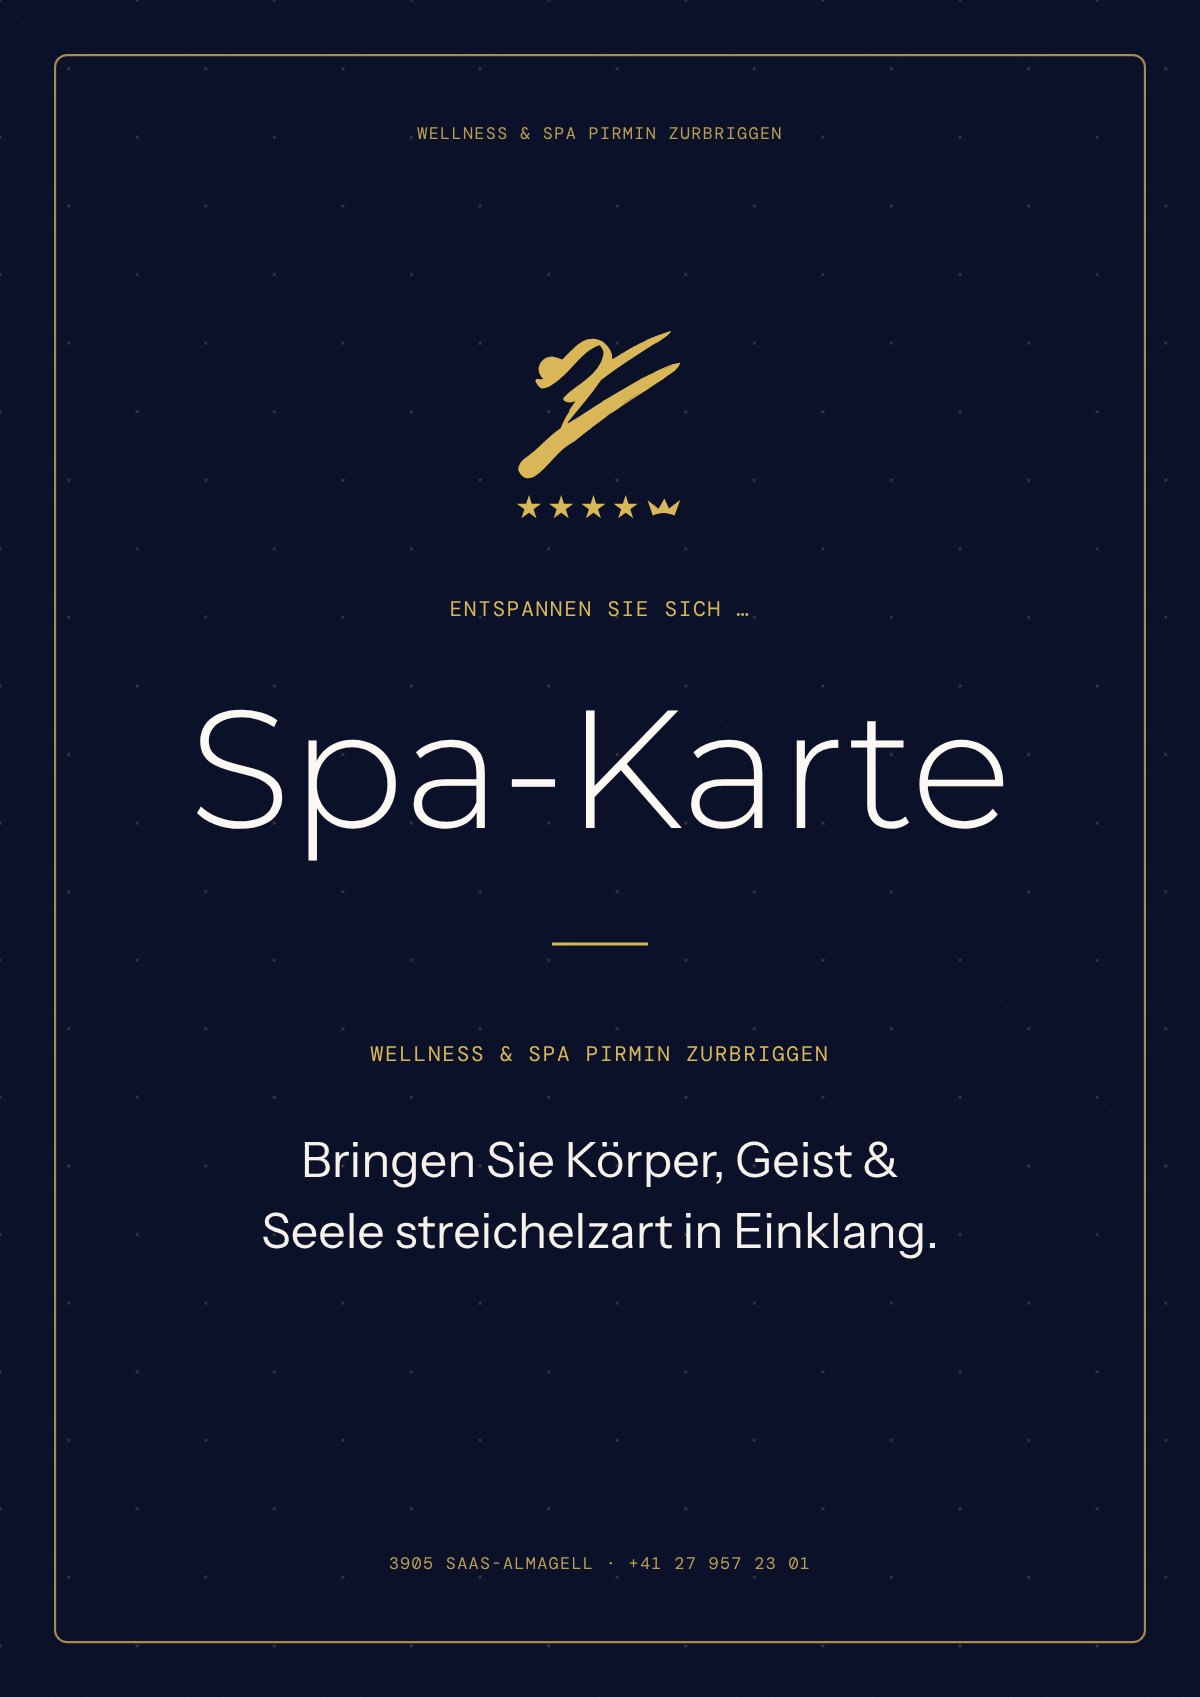 WELLNESS & SPA PIRMIN ZURBRIGGEN
ENTSPANNEN SIE SICH …
Spa-Karte
WELLNESS & SPA PIRMIN ZURBRIGGEN
Bringen Sie Körper, Geist &
Seele streichelzart in Einklang.
3905 SAAS-ALMAGELL · +41 27 957 23 01